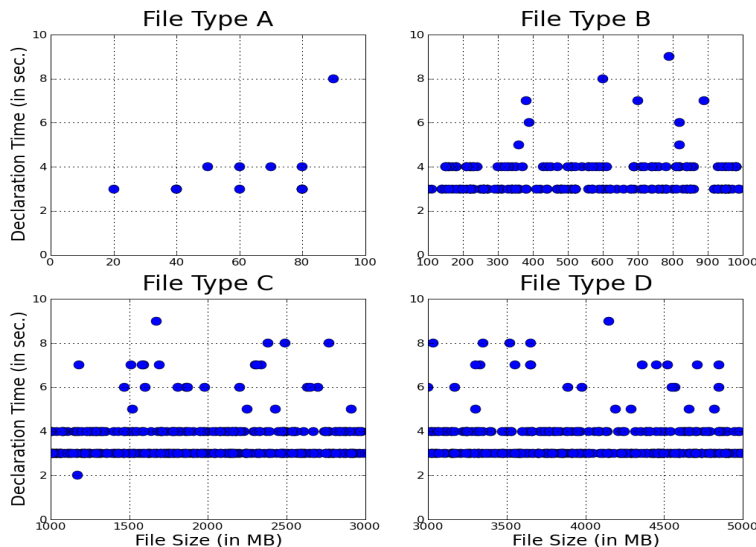 File Type A
File Type B
Declaration Time (in sec.)
10
8
6
4
2
0
0 20 40 60 80 100
10
8
6
4
2
0
100 200 300 400 500 600 700 800 900 1000
File Type C
File Type D
Declaration Time (in sec.)
10
8
6
4
2
0
1000 1500 2000 2500 3000
File Size (in MB)
10
8
6
4
2
0
3000 3500 4000 4500 5000
File Size (in MB)